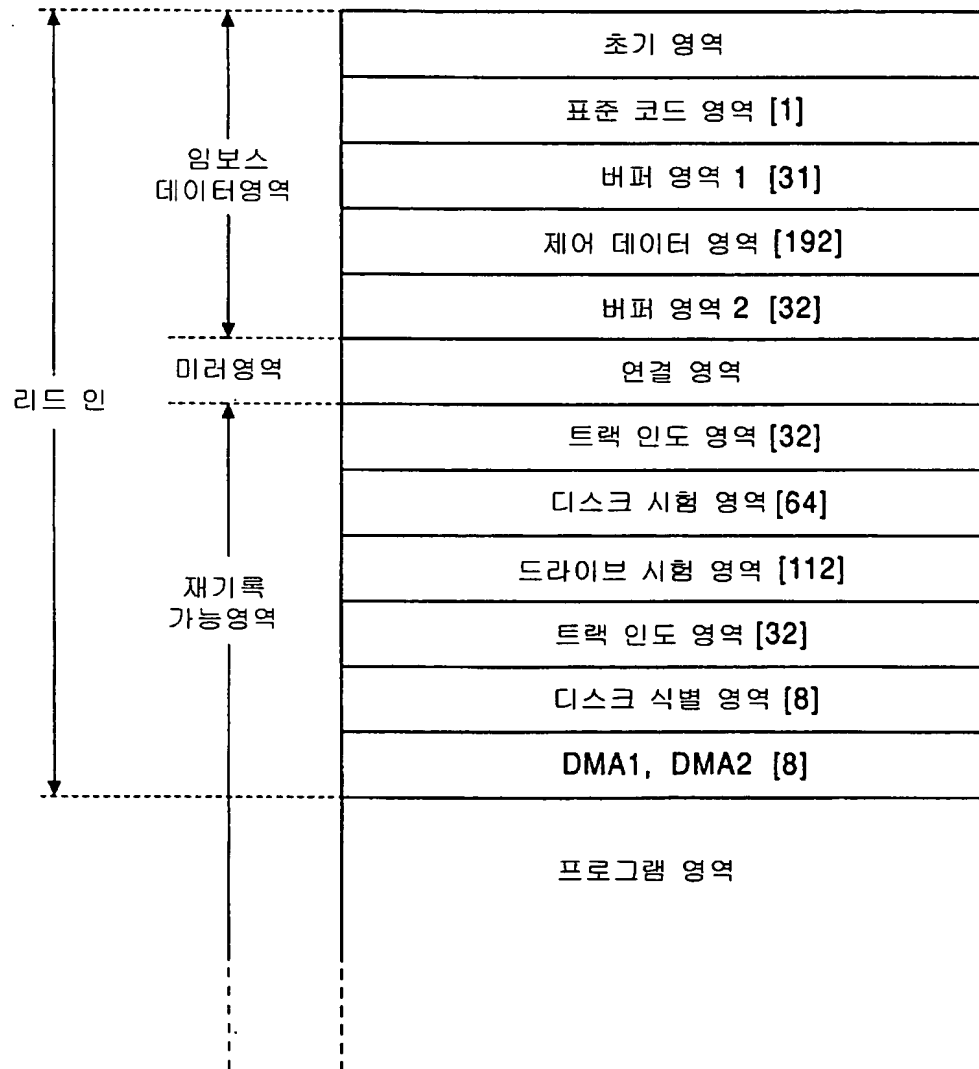 초기 영역
표준 코드 영역 [1]
버퍼 영역 1 [31]
임보스
데이터영역
제어 데이터 영역 [192]
버퍼 영역 2 [32]
미러영역
연결 영역
리드 인
트랙 인도 영역 [32]
디스크 시험 영역 [64]
드라이브 시험 영역 [112]
재기록
가능영역
트랙 인도 영역 [32]
디스크 식별 영역 [8]
DMA1, DMA2 [8]
프로그램 영역